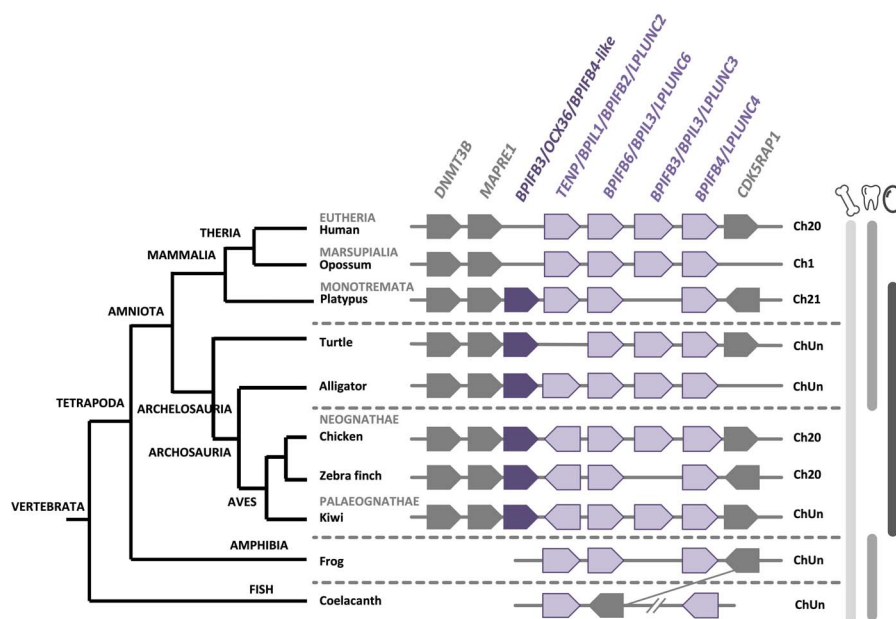 DNMT3B
MAPRE1
BPIFB3/OCX36/BPIFB4-like
TENP/BPIL1/BPIFB2/LPLUNC2
BPIFB6/BPIL3/LPLUNC6
BPIFB3/BPIL3/LPLUNC3
BPIFB4/LPLUNC4
CDK5RAP1
EUTHERIA
THERIA
Human
Ch20
MARSUPIALIA
MAMMALIA
Opossum
Ch1
MONOTREMATA
Platypus
Ch21
AMNIOTA
Turtle
ChUn
Alligator
ChUn
TETRAPODA
ARCHELOSAURIA
NEOGNATHAE
Chicken
Ch20
ARCHOSAURIA
Zebra finch
Ch20
AVES
PALAEOGNATHAE
Kiwi
ChUn
VERTEBRATA
AMPHIBIA
Frog
ChUn
FISH
Coelacanth
ChUn